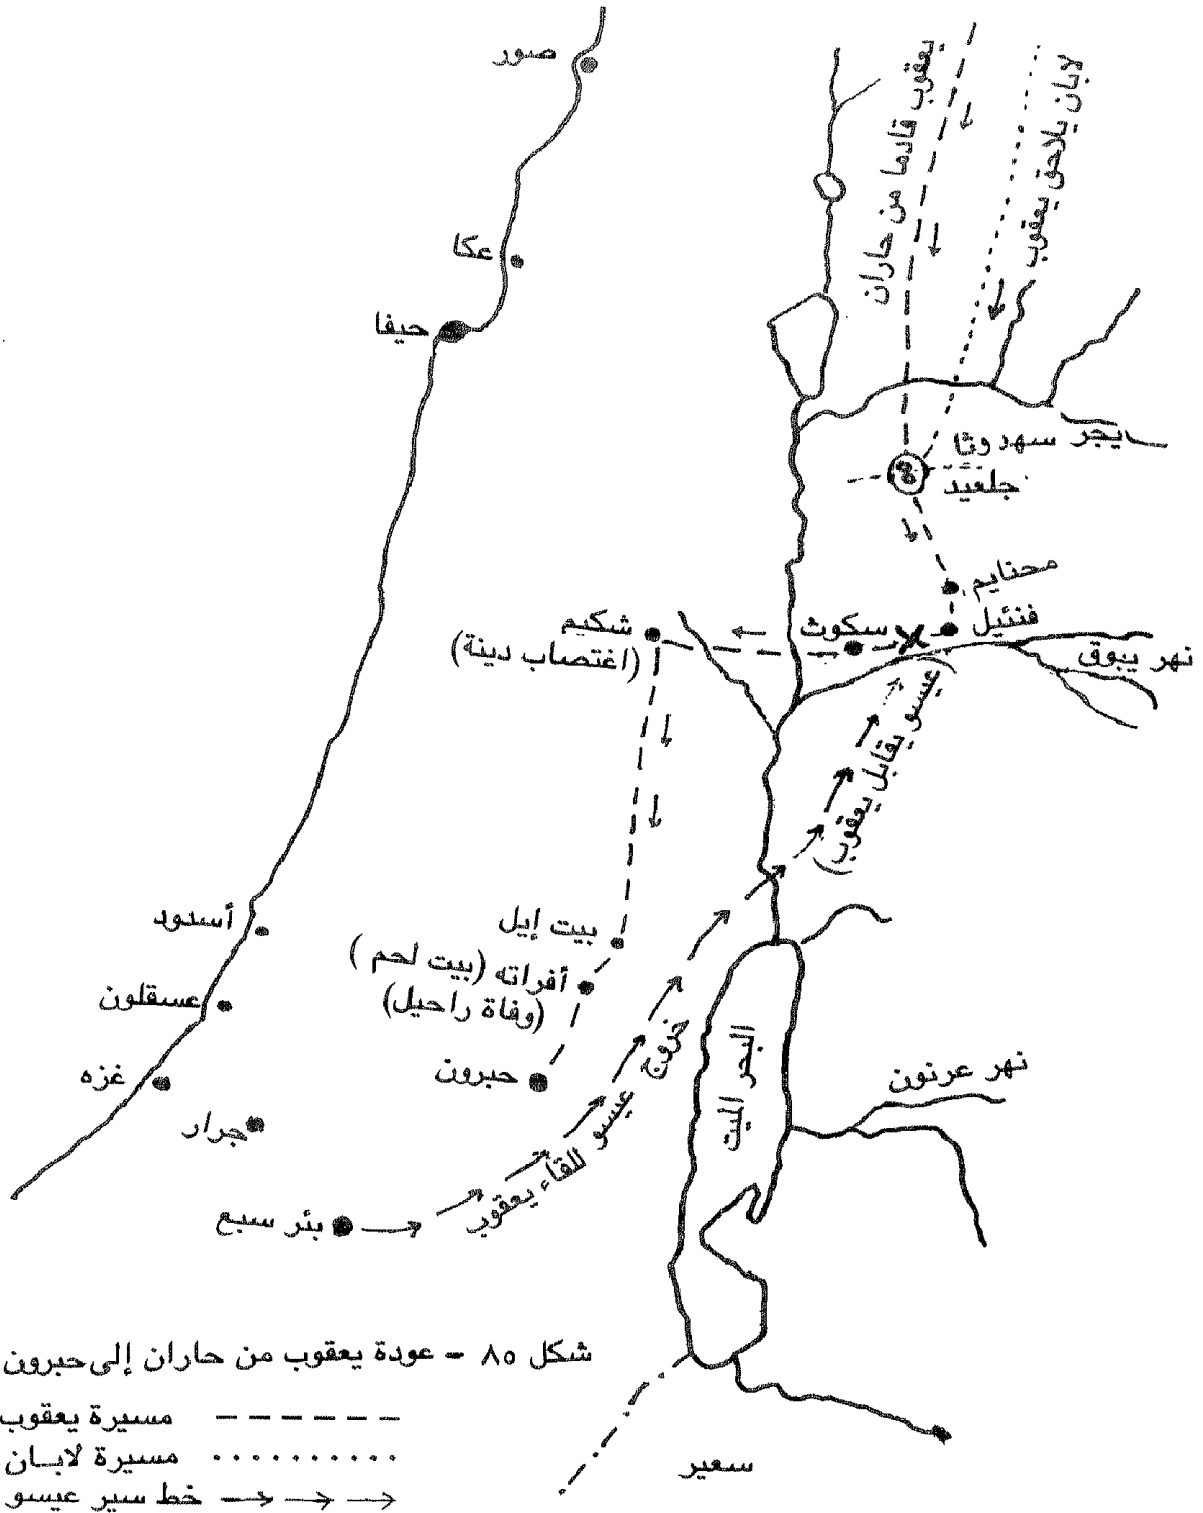 صور
يعقوب قادما من حاران
لابان يلاحق يعقوب
عكا
حيفا
يجر سهدوثا
جلعيد
محنايم
فنئيل
سكوث
شكيم
(اغتصاب دينة)
نهر يبوق
(عيسو يقابل يعقوب)
أسدود
بيت إيل
أفراته (بيت لحم)
(وفاة راحيل)
عسقلون
غزه
حبرون
جرار
خروج عيسو للقاء يعقوب
البحر الميت
نهر عرنون
بئر سبع
شكل ٨٥ - عودة يعقوب من حاران إلى حبرون
مسيرة يعقوب
مسيرة لابان
خط سير عيسو
سعير